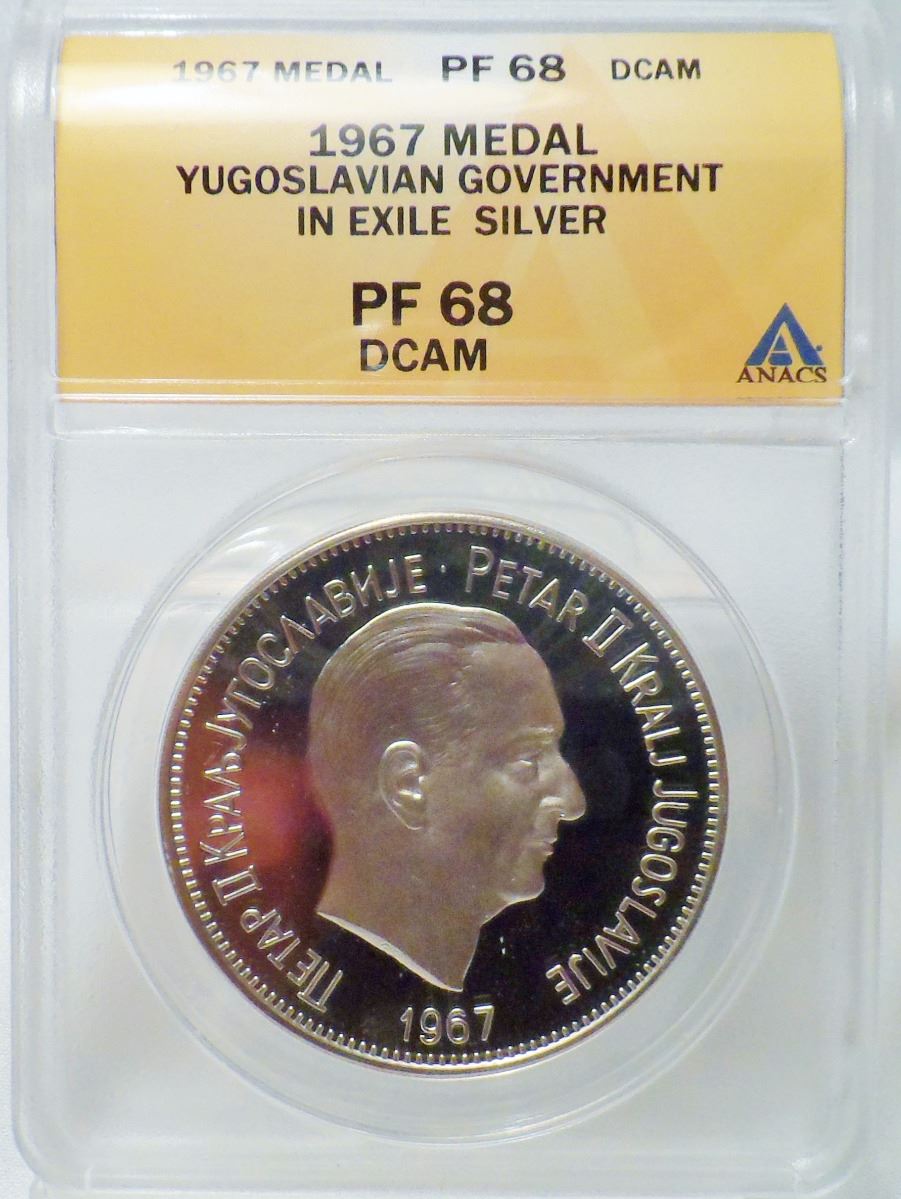 1967 MEDAL PF 68 DCAM
1967 MEDAL
YUGOSLAVIAN GOVERNMENT
IN EXILE SILVER
PF 68
DCAM
ANACS
ПЕТАР II КРАЉ ЈУГОСЛАВИЈЕ · PETAR II KRALJ JUGOSLAVIJE
1967